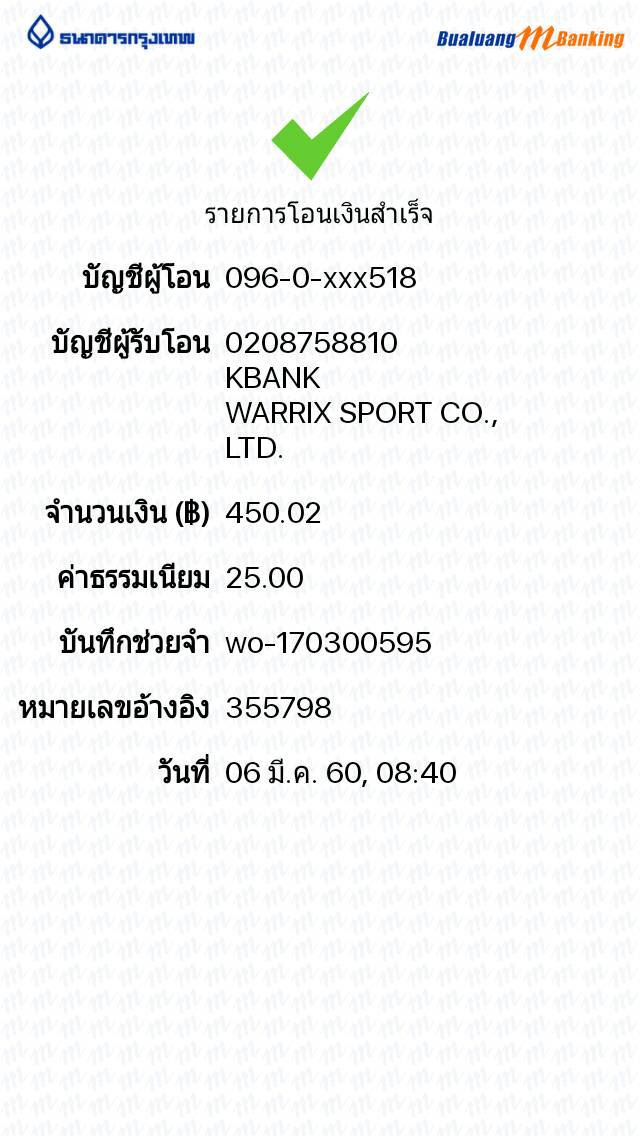 ธนาคารกรุงเทพ
Bualuang mBanking
รายการโอนเงินสำเร็จ
บัญชีผู้โอน 096-0-xxx518
บัญชีผู้รับโอน 0208758810
KBANK
WARRIX SPORT CO.,
LTD.
จำนวนเงิน (฿) 450.02
ค่าธรรมเนียม 25.00
บันทึกช่วยจำ wo-170300595
หมายเลขอ้างอิง 355798
วันที่ 06 มี.ค. 60, 08:40